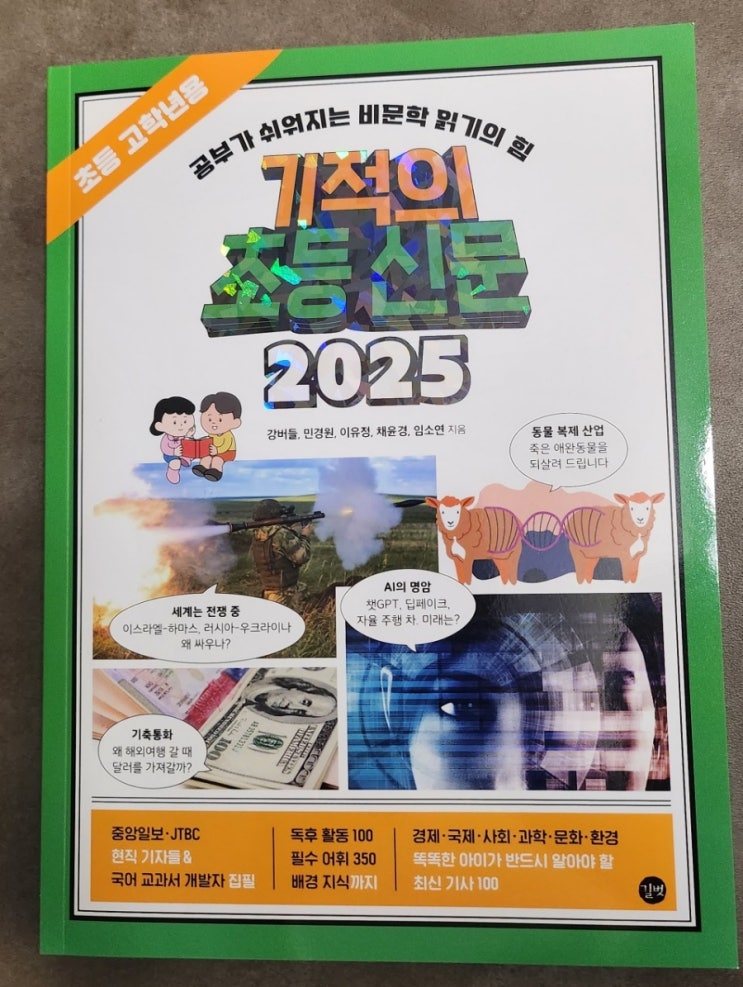 초등 고학년용
공부가 쉬워지는 비문학 읽기의 힘
기적의
초등 신문
2025
강버들, 민경원, 이유정, 채윤경, 임소연 지음
동물 복제 산업
죽은 애완동물을
되살려 드립니다
세계는 전쟁 중
이스라엘-하마스, 러시아-우크라이나
왜 싸우나?
AI의 명암
챗GPT, 딥페이크,
자율 주행 차. 미래는?
기축통화
왜 해외여행 갈 때
달러를 가져갈까?
100
중앙일보·JTBC
현직 기자들&
국어 교과서 개발자 집필
독후 활동 100
필수 어휘 350
배경 지식까지
경제·국제·사회·과학·문화·환경
똑똑한 아이가 반드시 알아야 할
최신 기사 100
길벗